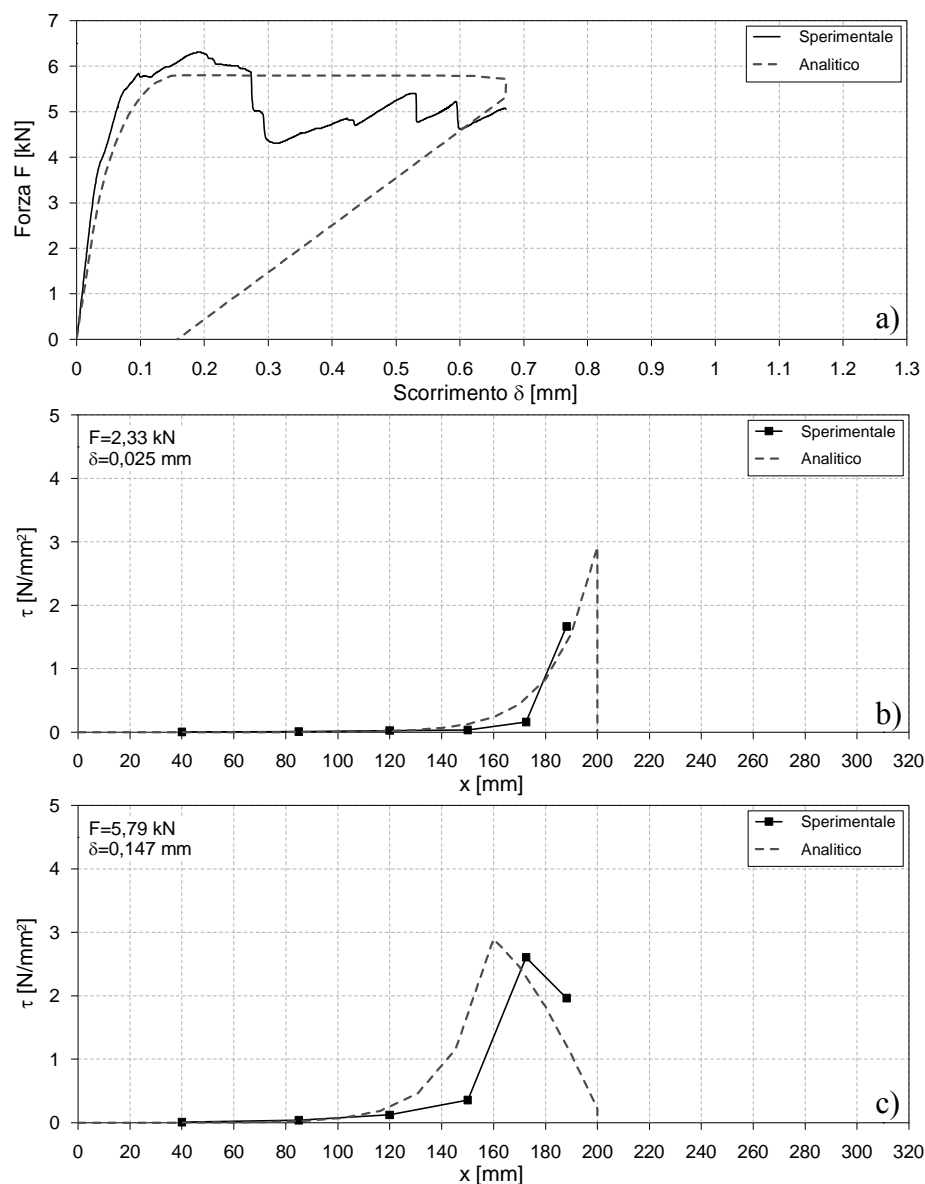 7
6
5
4
3
2
1
0
Forza F [kN]
Sperimentale
Analitico
a)
0 0.1 0.2 0.3 0.4 0.5 0.6 0.7 0.8 0.9 1 1.1 1.2 1.3
Scorrimento δ [mm]
5
4
3
2
1
0
τ [N/mm²]
F=2,33 kN
δ=0,025 mm
Sperimentale
Analitico
b)
0 20 40 60 80 100 120 140 160 180 200 220 240 260 280 300 320
x [mm]
5
4
3
2
1
0
τ [N/mm²]
F=5,79 kN
δ=0,147 mm
Sperimentale
Analitico
c)
0 20 40 60 80 100 120 140 160 180 200 220 240 260 280 300 320
x [mm]